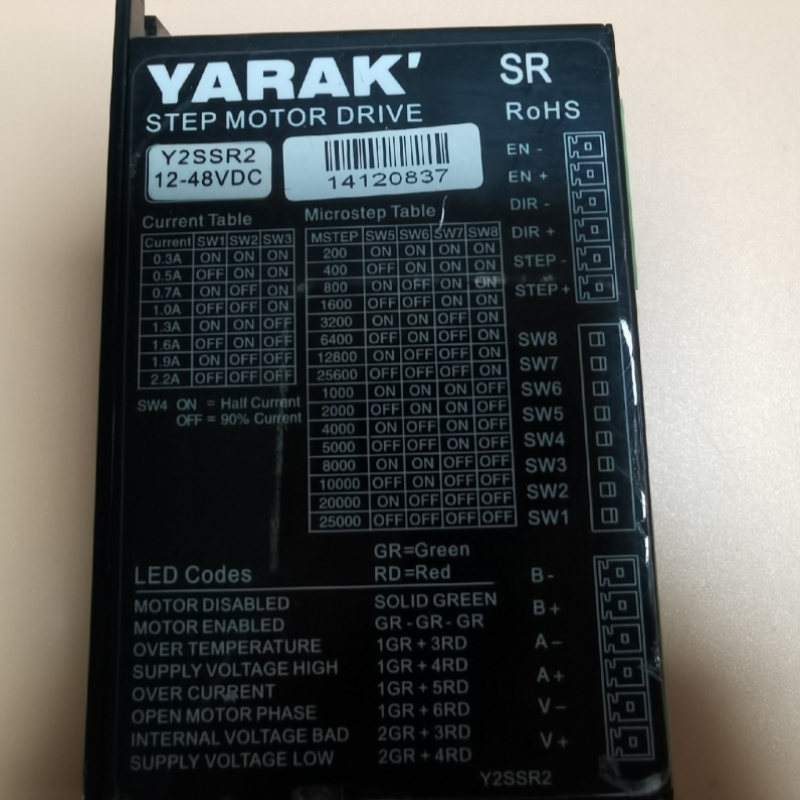 YARAK' SR
STEP MOTOR DRIVE RoHS
Y2SSR2
12-48VDC
14120837
Current Table
Current SW1 SW2 SW3
0.3A ON ON ON
0.5A OFF ON ON
0.7A ON OFF ON
1.0A OFF OFF ON
1.3A ON ON OFF
1.6A OFF ON OFF
1.9A ON OFF OFF
2.2A OFF OFF OFF
SW4 ON = Half Current
OFF = 90% Current
Microstep Table
MSTEP SW5 SW6 SW7 SW8
200 ON ON ON ON
400 OFF ON ON ON
800 ON OFF ON ON
1600 OFF OFF ON ON
3200 ON ON OFF ON
6400 OFF ON OFF ON
12800 ON OFF OFF ON
25600 OFF OFF OFF ON
1000 ON ON ON OFF
2000 OFF ON ON OFF
4000 ON OFF ON OFF
5000 OFF OFF ON OFF
8000 ON ON OFF OFF
10000 OFF ON OFF OFF
20000 ON OFF OFF OFF
25000 OFF OFF OFF OFF
EN -
EN +
DIR -
DIR +
STEP -
STEP +
SW8
SW7
SW6
SW5
SW4
SW3
SW2
SW1
GR=Green
LED Codes RD=Red
MOTOR DISABLED SOLID GREEN
MOTOR ENABLED GR - GR - GR
OVER TEMPERATURE 1GR + 3RD
SUPPLY VOLTAGE HIGH 1GR + 4RD
OVER CURRENT 1GR + 5RD
OPEN MOTOR PHASE 1GR + 6RD
INTERNAL VOLTAGE BAD 2GR + 3RD
SUPPLY VOLTAGE LOW 2GR + 4RD
B -
B +
A -
A +
V -
V +
Y2SSR2